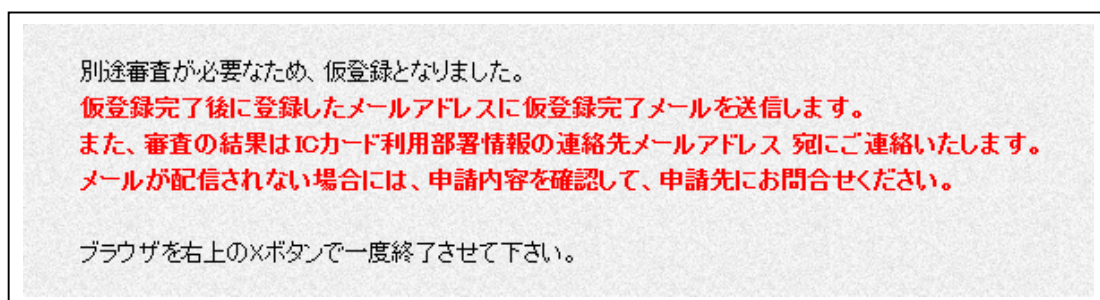 別途審査が必要なため、仮登録となりました。
仮登録完了後に登録したメールアドレスに仮登録完了メールを送信します。
また、審査の結果はICカード利用部署情報の連絡先メールアドレス 宛にご連絡いたします。
メールが配信されない場合には、申請内容を確認して、申請先にお問合せください。
ブラウザを右上のXボタンで一度終了させて下さい。